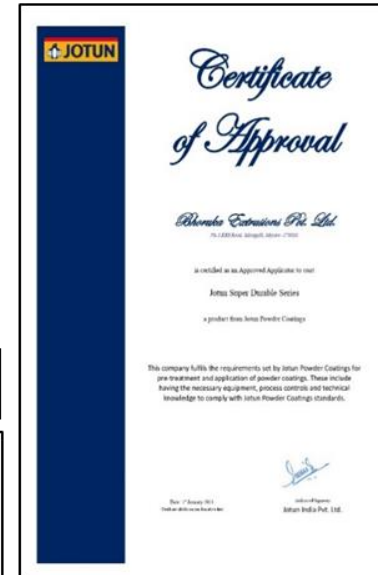 JOTUN
Certificate
of Approval
Bhoruka Extrusions Pvt. Ltd.
is certified as an Approved Applicator to coat
Jotun Super Durable Series
a product from Jotun Powder Coatings
This company fulfils the requirements set by Jotun Powder Coatings for
pre-treatment and application of powder coatings. These include
having the necessary equipment, process controls and technical
knowledge to comply with Jotun Powder Coatings standards.
Jotun India Pvt. Ltd.